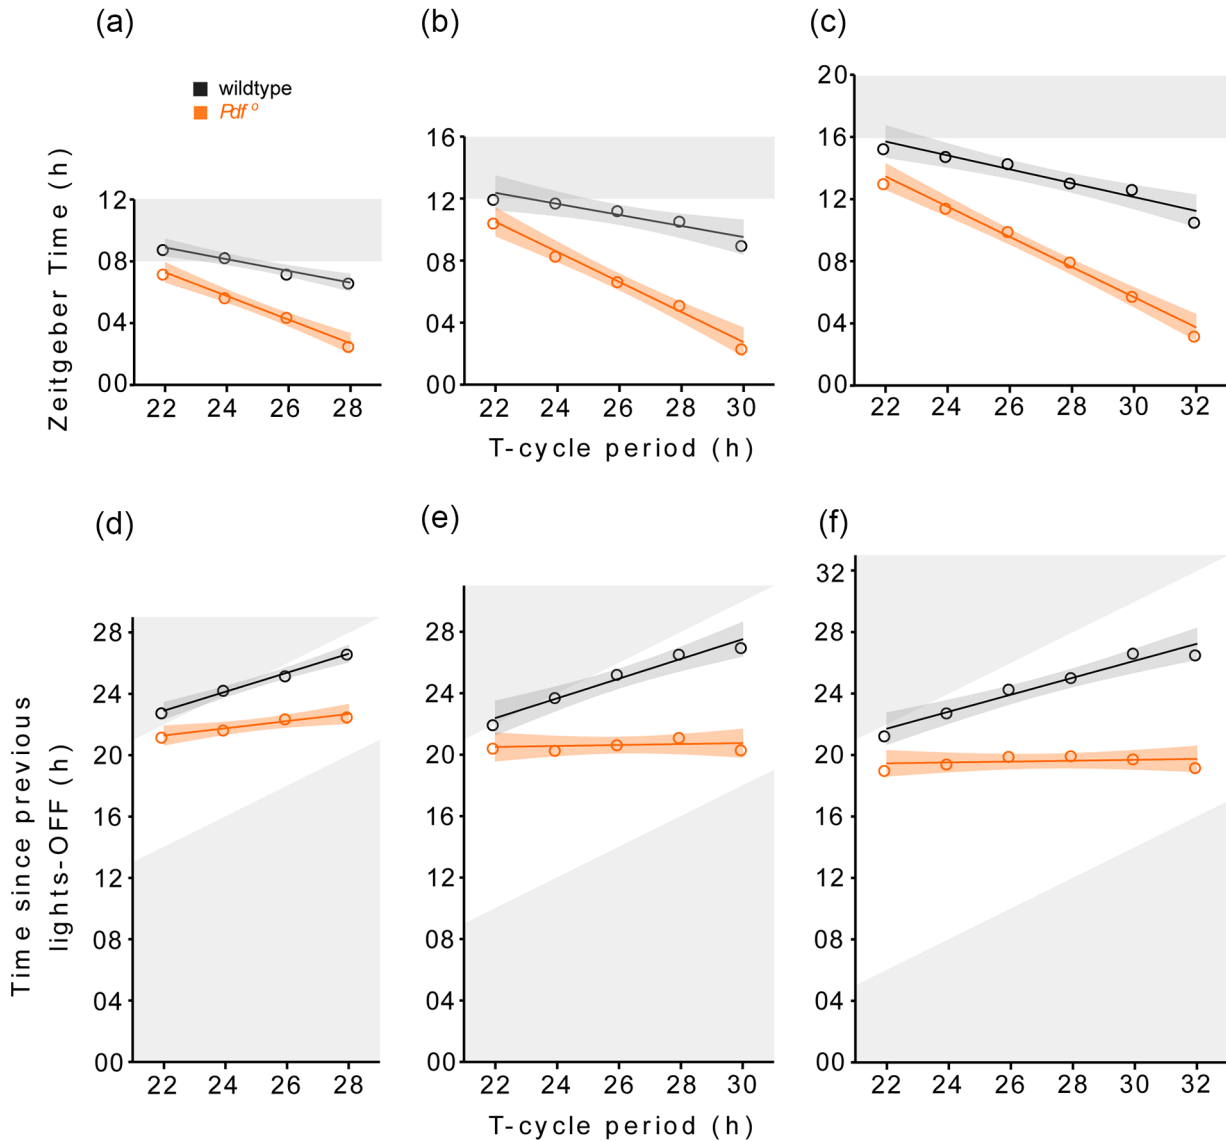 (a)
(b)
(c)
wildtype
Pdf o
Zeitgeber Time (h)
12
08
04
00
22 24 26 28
16
12
08
04
00
22 24 26 28 30
20
16
12
08
04
00
22 24 26 28 30 32
T-cycle period (h)
(d)
(e)
(f)
Time since previous
lights-OFF (h)
28
24
20
16
12
08
04
00
22 24 26 28
28
24
20
16
12
08
04
00
22 24 26 28 30
32
28
24
20
16
12
08
04
00
22 24 26 28 30 32
T-cycle period (h)